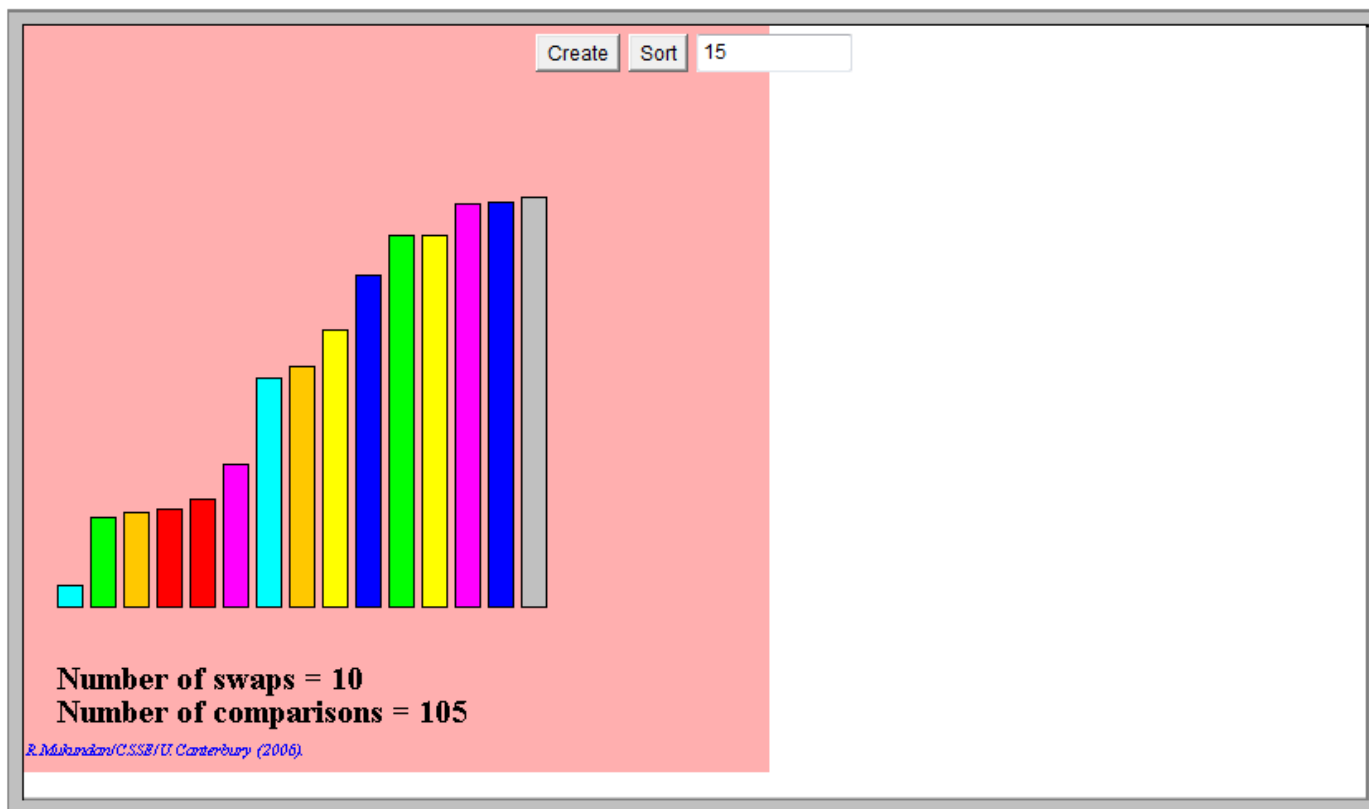 Create Sort 15
Number of swaps = 10
Number of comparisons = 105
R.Mukundan/CSSE/U.Canterbury (2006).